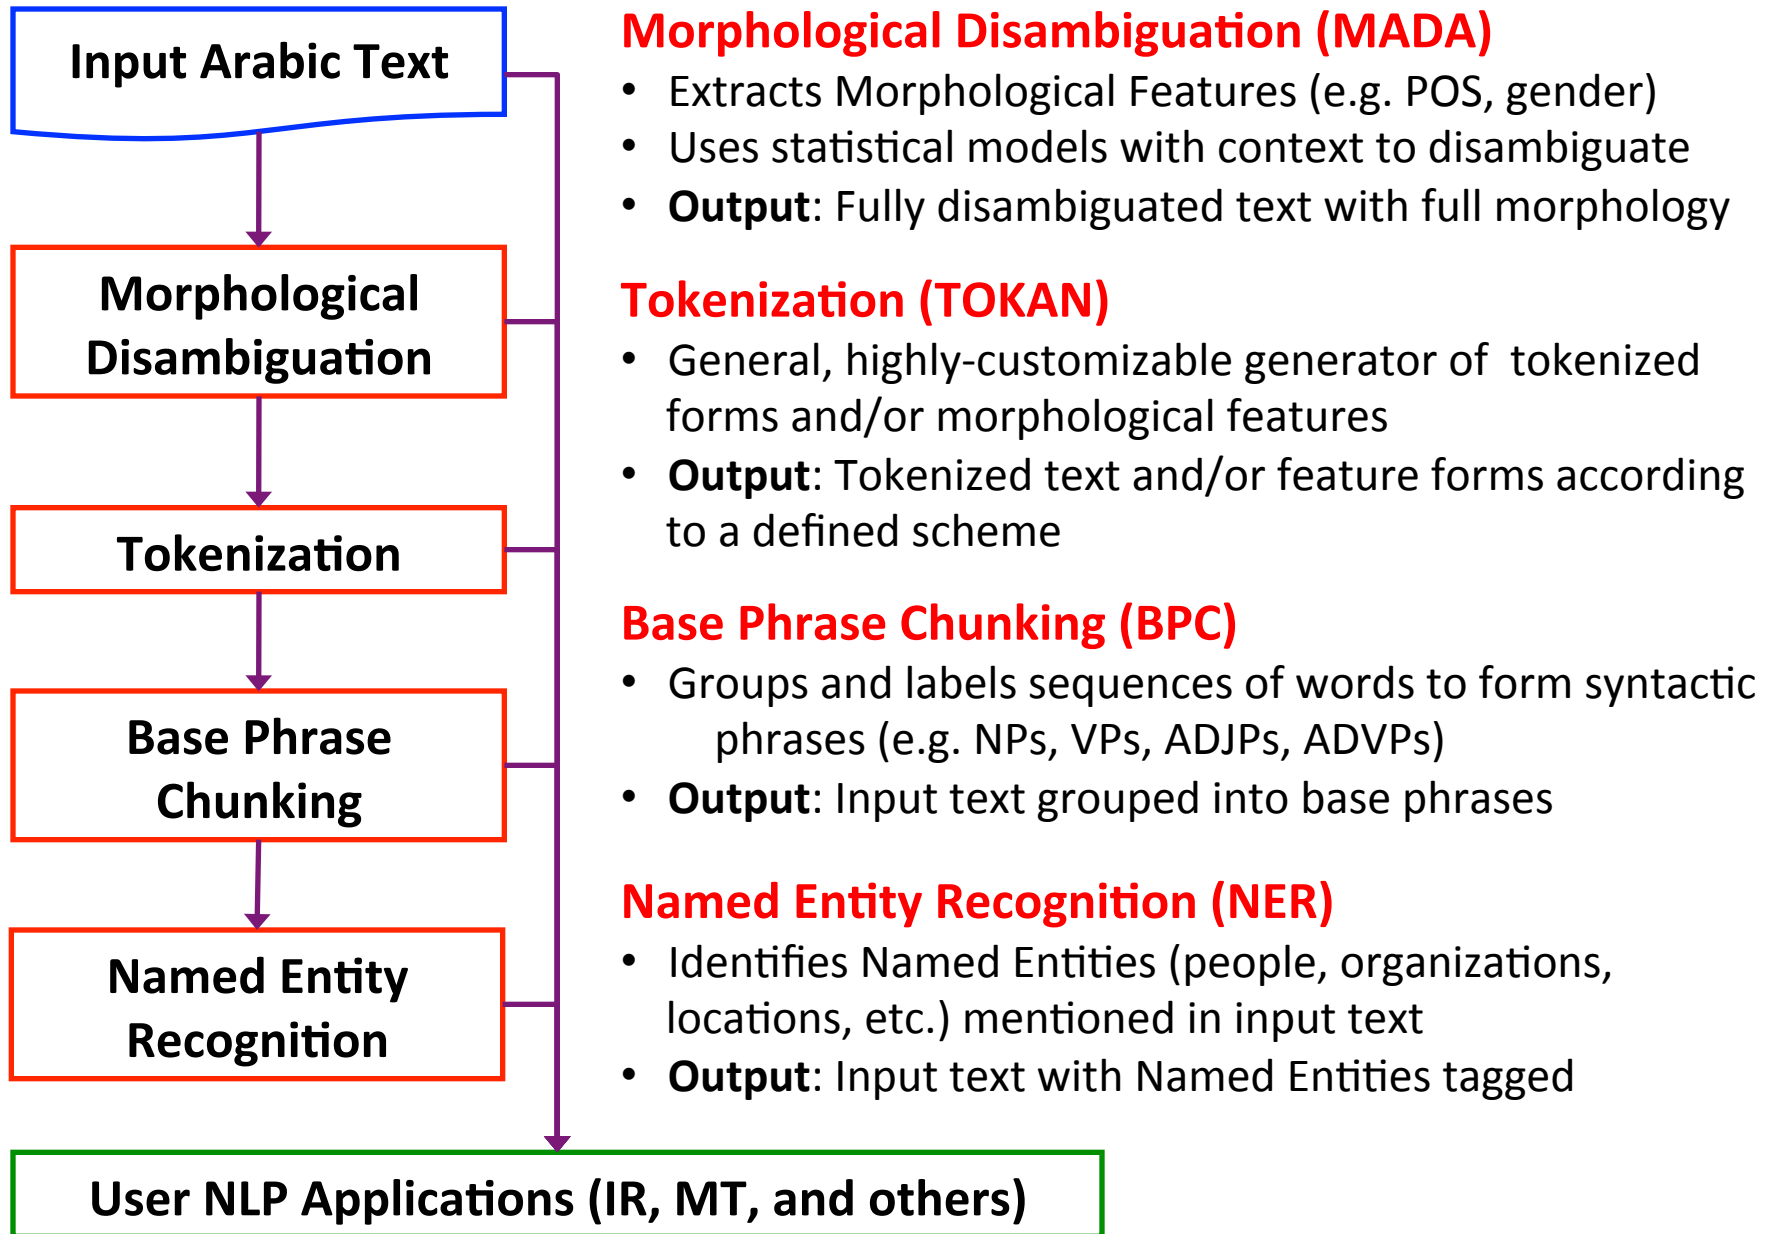 Input Arabic Text
Morphological
Disambiguation
Tokenization
Base Phrase
Chunking
Named Entity
Recognition
User NLP Applications (IR, MT, and others)
Morphological Disambiguation (MADA)
• Extracts Morphological Features (e.g. POS, gender)
• Uses statistical models with context to disambiguate
• Output: Fully disambiguated text with full morphology
Tokenization (TOKAN)
• General, highly-customizable generator of tokenized
forms and/or morphological features
• Output: Tokenized text and/or feature forms according
to a defined scheme
Base Phrase Chunking (BPC)
• Groups and labels sequences of words to form syntactic
phrases (e.g. NPs, VPs, ADJPs, ADVPs)
• Output: Input text grouped into base phrases
Named Entity Recognition (NER)
• Identifies Named Entities (people, organizations,
locations, etc.) mentioned in input text
• Output: Input text with Named Entities tagged